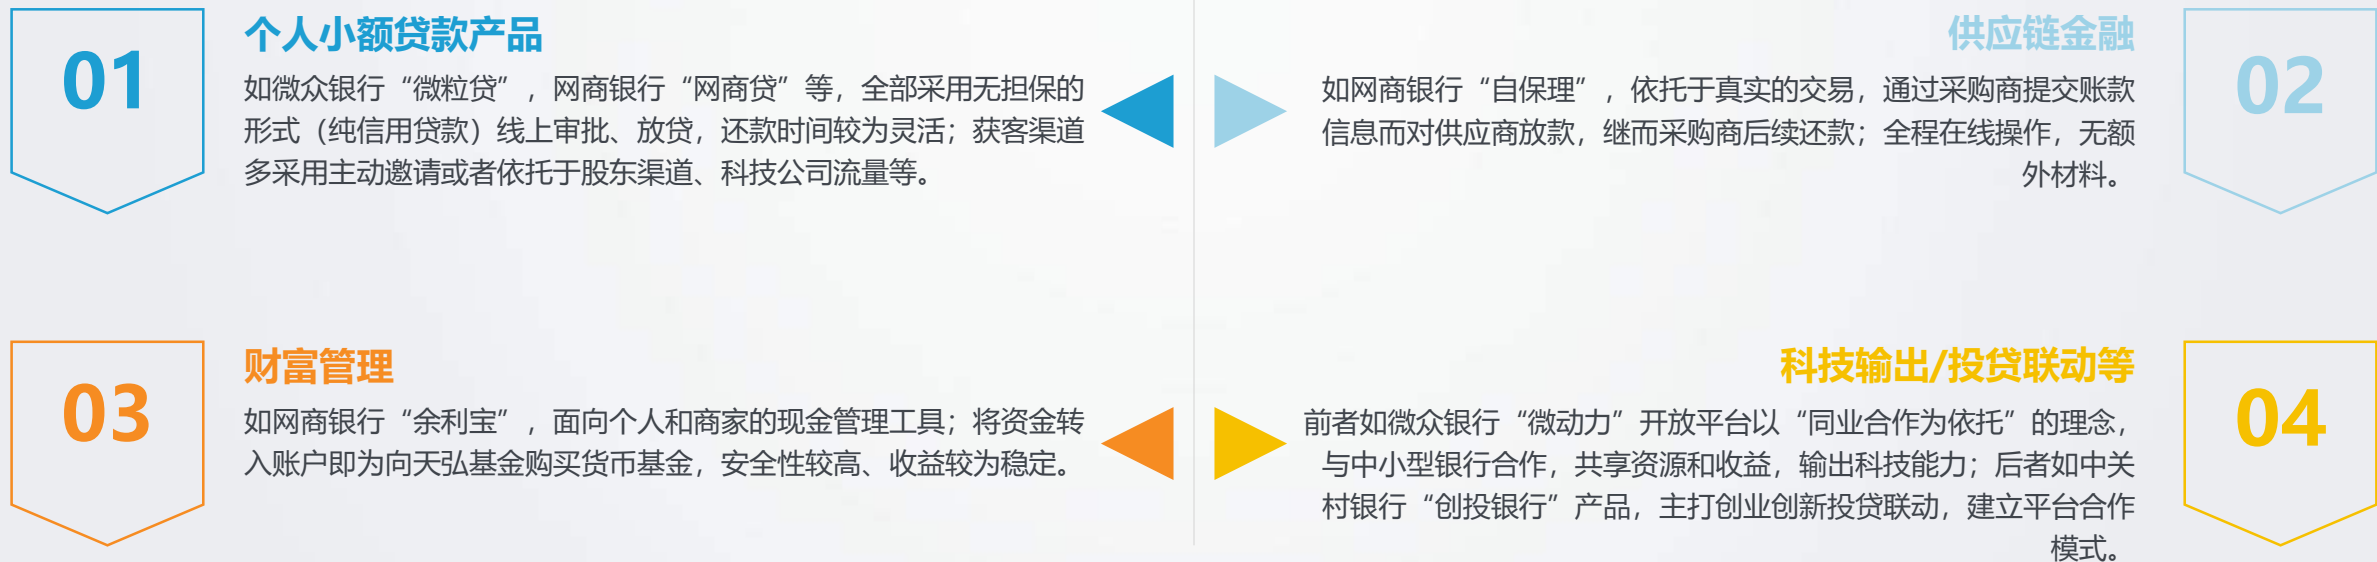 01
个人小额贷款产品
如微众银行“微粒贷”，网商银行“网商贷”等，全部采用无担保的
形式（纯信用贷款）线上审批、放贷，还款时间较为灵活；获客渠道
多采用主动邀请或者依托于股东渠道、科技公司流量等。
供应链金融
02
如网商银行“自保理”，依托于真实的交易，通过采购商提交账款
信息而对供应商放款，继而采购商后续还款；全程在线操作，无额
外材料。
03
财富管理
如网商银行“余利宝”，面向个人和商家的现金管理工具；将资金转
入账户即为向天弘基金购买货币基金，安全性较高、收益较为稳定。
科技输出/投贷联动等
04
前者如微众银行“微动力”开放平台以“同业合作为依托”的理念，
与中小型银行合作，共享资源和收益，输出科技能力；后者如中关
村银行“创投银行”产品，主打创业创新投贷联动，建立平台合作
模式。